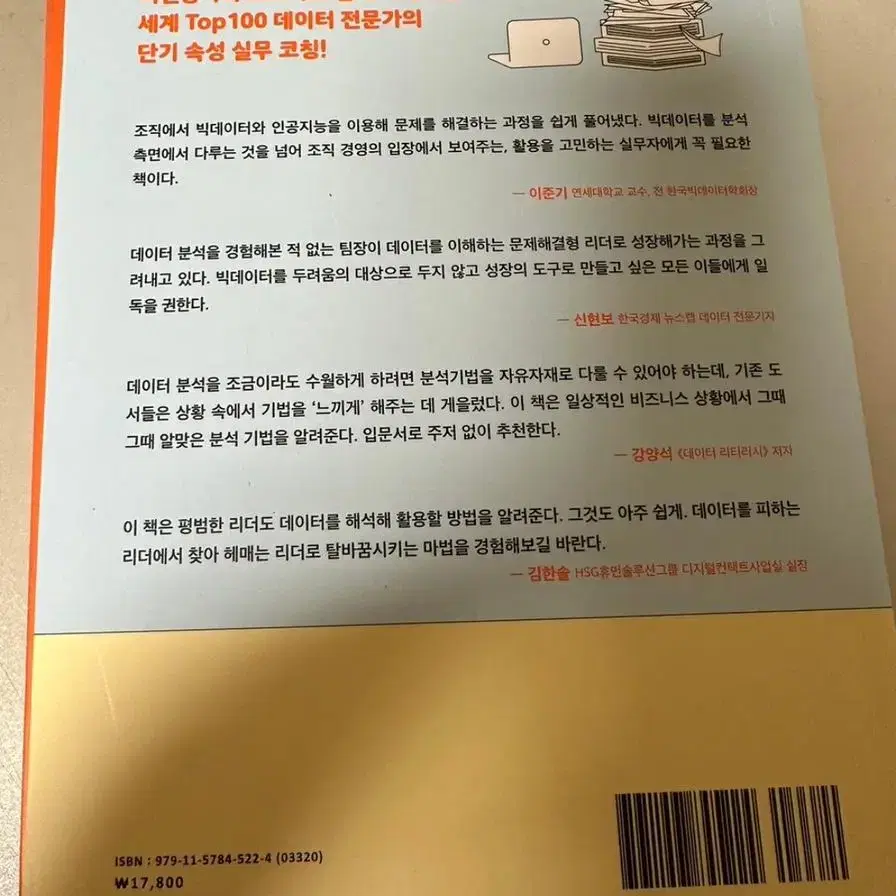 세계 Top100 데이터 전문가의
단기 속성 실무 코칭!
조직에서 빅데이터와 인공지능을 이용해 문제를 해결하는 과정을 쉽게 풀어냈다. 빅데이터를 분석
측면에서 다루는 것을 넘어 조직 경영의 입장에서 보여주는, 활용을 고민하는 실무자에게 꼭 필요한
책이다.
— 이준기 연세대학교 교수, 전 한국빅데이터학회장
데이터 분석을 경험해본 적 없는 팀장이 데이터를 이해하는 문제해결형 리더로 성장해가는 과정을 그
려내고 있다. 빅데이터를 두려움의 대상으로 두지 않고 성장의 도구로 만들고 싶은 모든 이들에게 일
독을 권한다.
— 신현보 한국경제 뉴스랩 데이터 전문기자
데이터 분석을 조금이라도 수월하게 하려면 분석기법을 자유자재로 다룰 수 있어야 하는데, 기존 도
서들은 상황 속에서 기법을 ‘느끼게’ 해주는 데 게을렀다. 이 책은 일상적인 비즈니스 상황에서 그때
그때 알맞은 분석 기법을 알려준다. 입문서로 주저 없이 추천한다.
— 강양석 《데이터 리터러시》 저자
이 책은 평범한 리더도 데이터를 해석해 활용할 방법을 알려준다. 그것도 아주 쉽게. 데이터를 피하는
리더에서 찾아 헤매는 리더로 탈바꿈시키는 마법을 경험해보길 바란다.
— 김한솔 HSG휴먼솔루션그룹 디지털컨택트사업실 실장
ISBN : 979-11-5784-522-4 (03320)
₩17,800